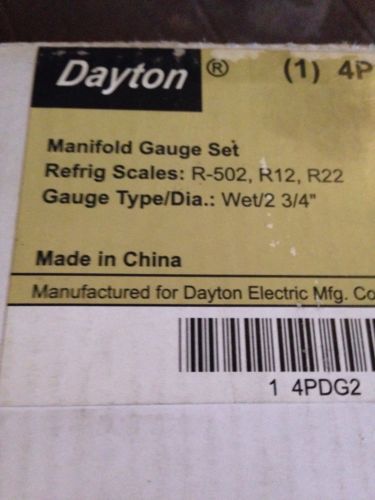 Dayton® (1) 4P
Manifold Gauge Set
Refrig Scales: R-502, R12, R22
Gauge Type/Dia.: Wet/2 3/4"
Made in China
Manufactured for Dayton Electric Mfg. Co
1 4PDG2